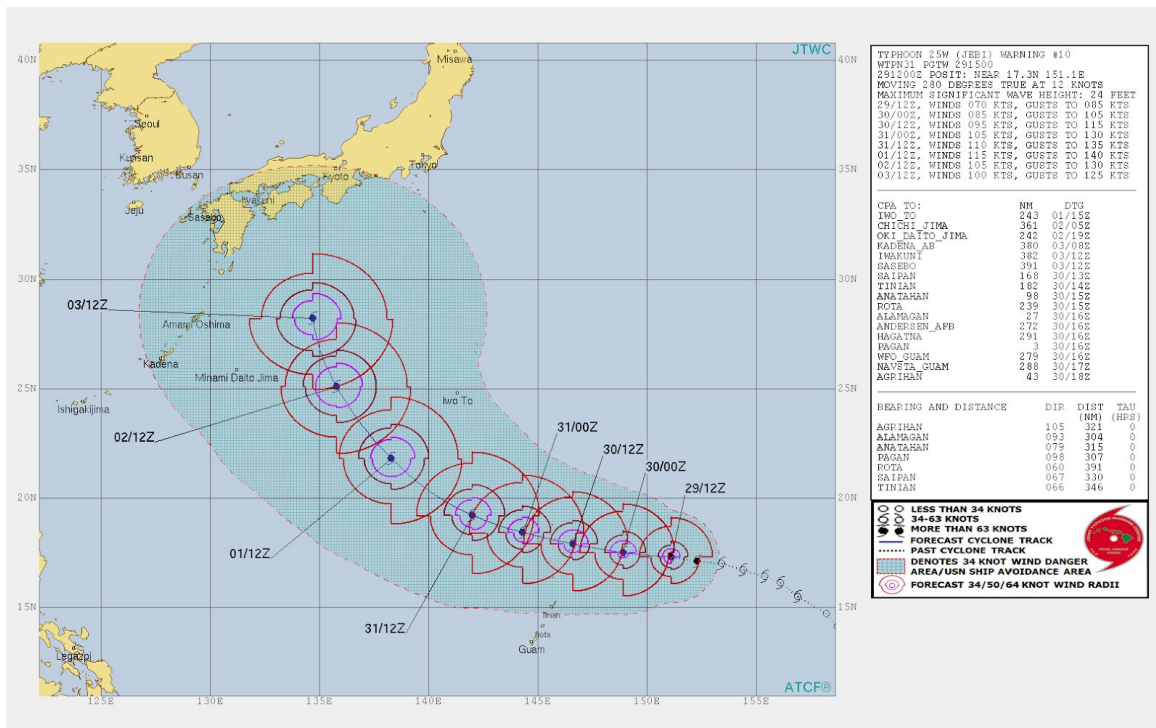 JTWC
40N
40N
Misawa
Seoul
Kunsan
Busan
Tokyo
Kyoto
35N
35N
Iwakuni
Jeju
Sasebo
30N
30N
03/12Z
Amami Oshima
Kadena
Minami Daito Jima
25N
25N
Iwo To
Ishigakijima
02/12Z
31/00Z
30/12Z
30/00Z
29/12Z
20N
20N
01/12Z
31/12Z
15N
15N
Tinian
Rota
Guam
Legazpi
ATCF®
125E
130E
135E
140E
145E
150E
155E
TYPHOON 25W (JEBI) WARNING #10
WTPN31 PGTW 291500
291200Z POSIT: NEAR 17.3N 151.1E
MOVING 280 DEGREES TRUE AT 12 KNOTS
MAXIMUM SIGNIFICANT WAVE HEIGHT: 24 FEET
29/12Z, WINDS 070 KTS, GUSTS TO 085 KTS
30/00Z, WINDS 085 KTS, GUSTS TO 105 KTS
30/12Z, WINDS 095 KTS, GUSTS TO 115 KTS
31/00Z, WINDS 105 KTS, GUSTS TO 130 KTS
31/12Z, WINDS 110 KTS, GUSTS TO 135 KTS
01/12Z, WINDS 115 KTS, GUSTS TO 140 KTS
02/12Z, WINDS 105 KTS, GUSTS TO 130 KTS
03/12Z, WINDS 100 KTS, GUSTS TO 125 KTS
CPA TO: NM DTG
IWO_TO 243 01/15Z
CHICHI_JIMA 361 02/05Z
OKI_DAITO_JIMA 242 02/19Z
KADENA_AB 380 03/08Z
IWAKUNI 382 03/12Z
SASEBO 391 03/12Z
SAIPAN 168 30/13Z
TINIAN 182 30/14Z
ANATAHAN 98 30/15Z
ROTA 239 30/15Z
ALAMAGAN 27 30/16Z
ANDERSEN_AFB 272 30/16Z
HAGATNA 291 30/16Z
PAGAN 3 30/16Z
WFO_GUAM 279 30/16Z
NAVSTA_GUAM 288 30/17Z
AGRIHAN 43 30/18Z
BEARING AND DISTANCE DIR DIST TAU
(NM) (HRS)
AGRIHAN 105 321 0
ALAMAGAN 093 304 0
ANATAHAN 079 315 0
PAGAN 098 307 0
ROTA 060 391 0
SAIPAN 067 330 0
TINIAN 066 346 0
LESS THAN 34 KNOTS
34-63 KNOTS
MORE THAN 63 KNOTS
FORECAST CYCLONE TRACK
PAST CYCLONE TRACK
DENOTES 34 KNOT WIND DANGER
AREA/USN SHIP AVOIDANCE AREA
FORECAST 34/50/64 KNOT WIND RADII